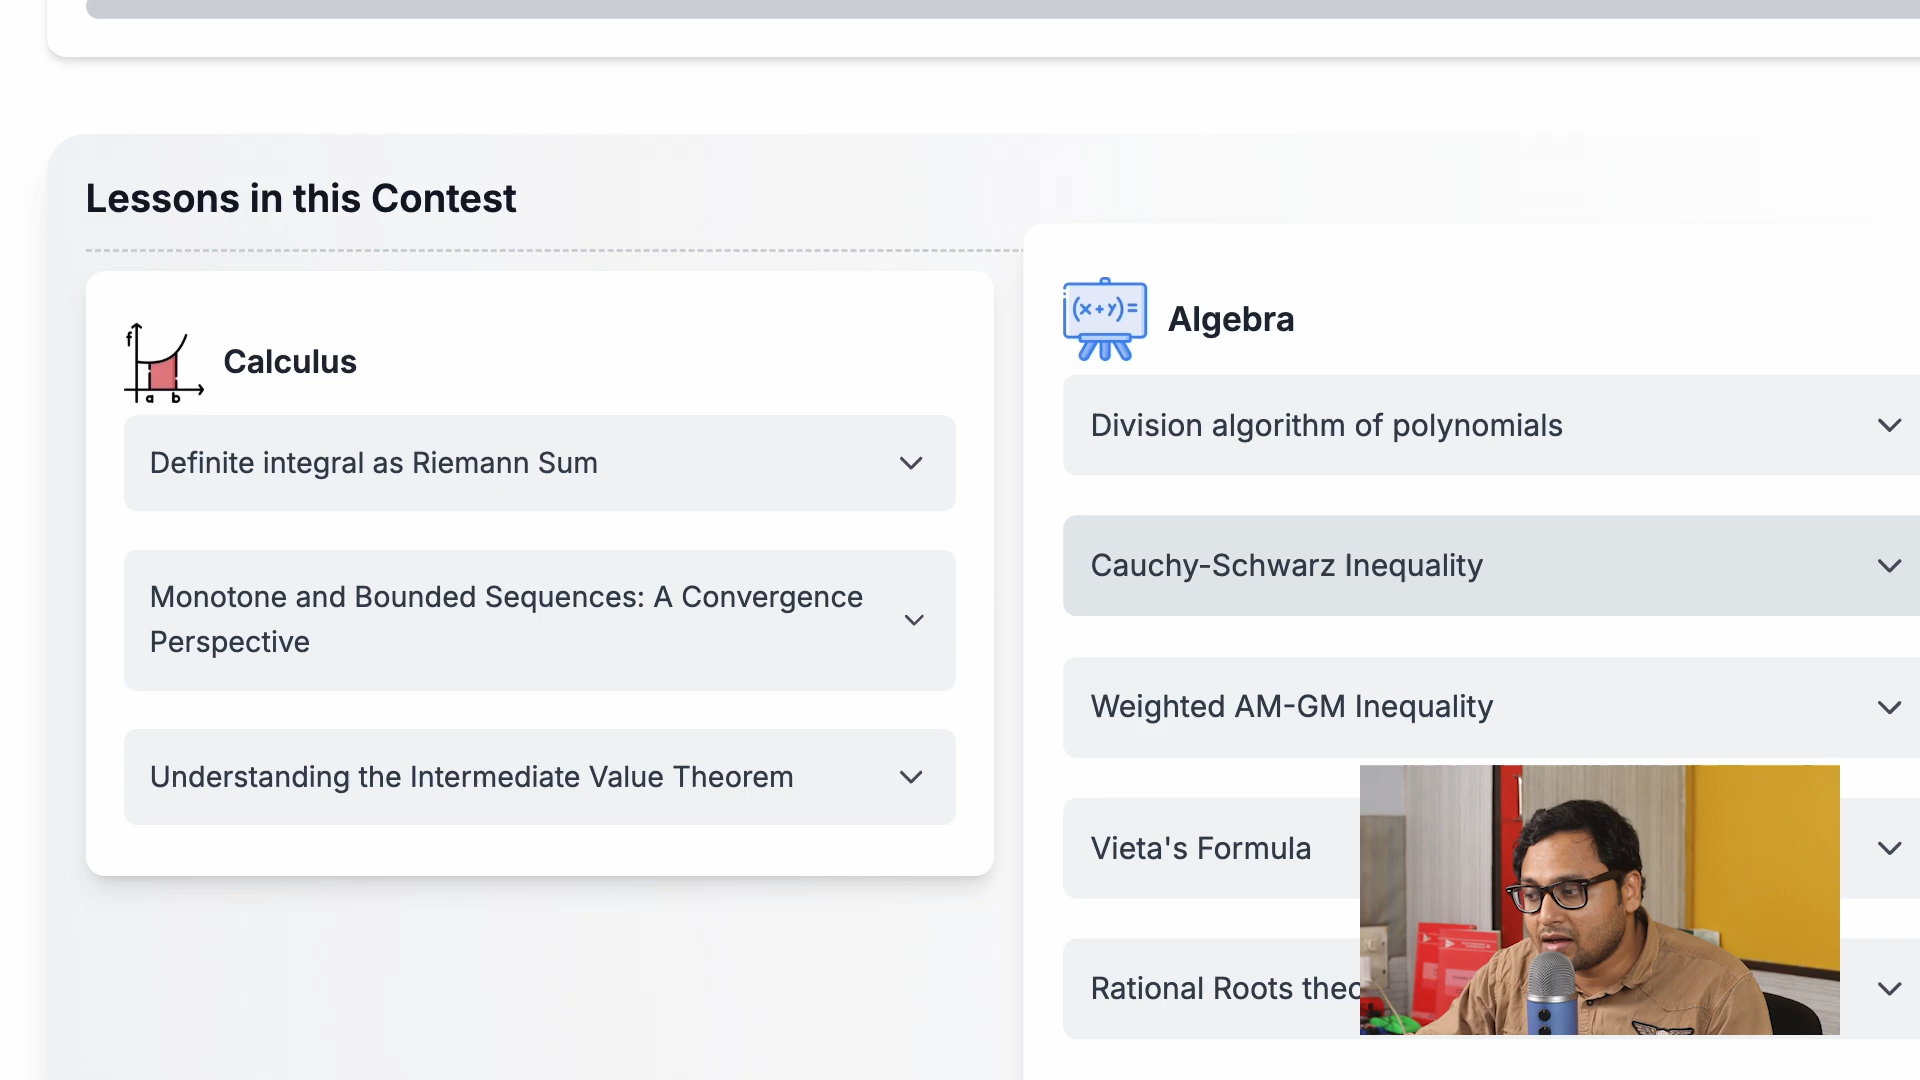 Lessons in this Contest
f
a b
Calculus
Definite integral as Riemann Sum
Monotone and Bounded Sequences: A Convergence
Perspective
Understanding the Intermediate Value Theorem
(x+y)=
Algebra
Division algorithm of polynomials
Cauchy-Schwarz Inequality
Weighted AM-GM Inequality
Vieta's Formula
Rational Roots